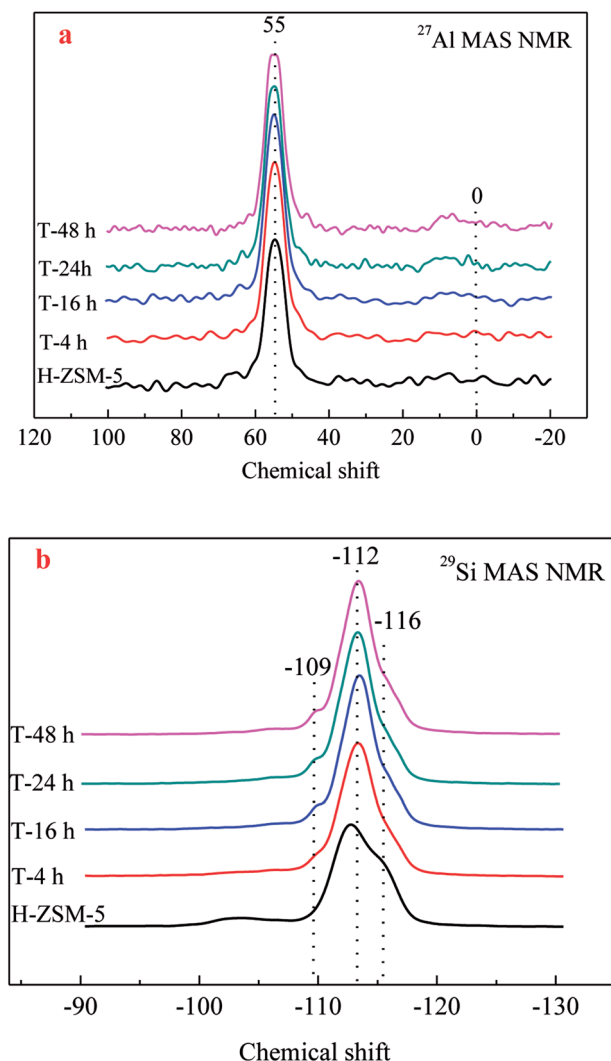 a
55
²⁷Al MAS NMR
0
T-48 h
T-24h
T-16 h
T-4 h
H-ZSM-5
120 100 80 60 40 20 0 -20
Chemical shift
b
-112
²⁹Si MAS NMR
-116
-109
T-48 h
T-24 h
T-16 h
T-4 h
H-ZSM-5
-90 -100 -110 -120 -130
Chemical shift